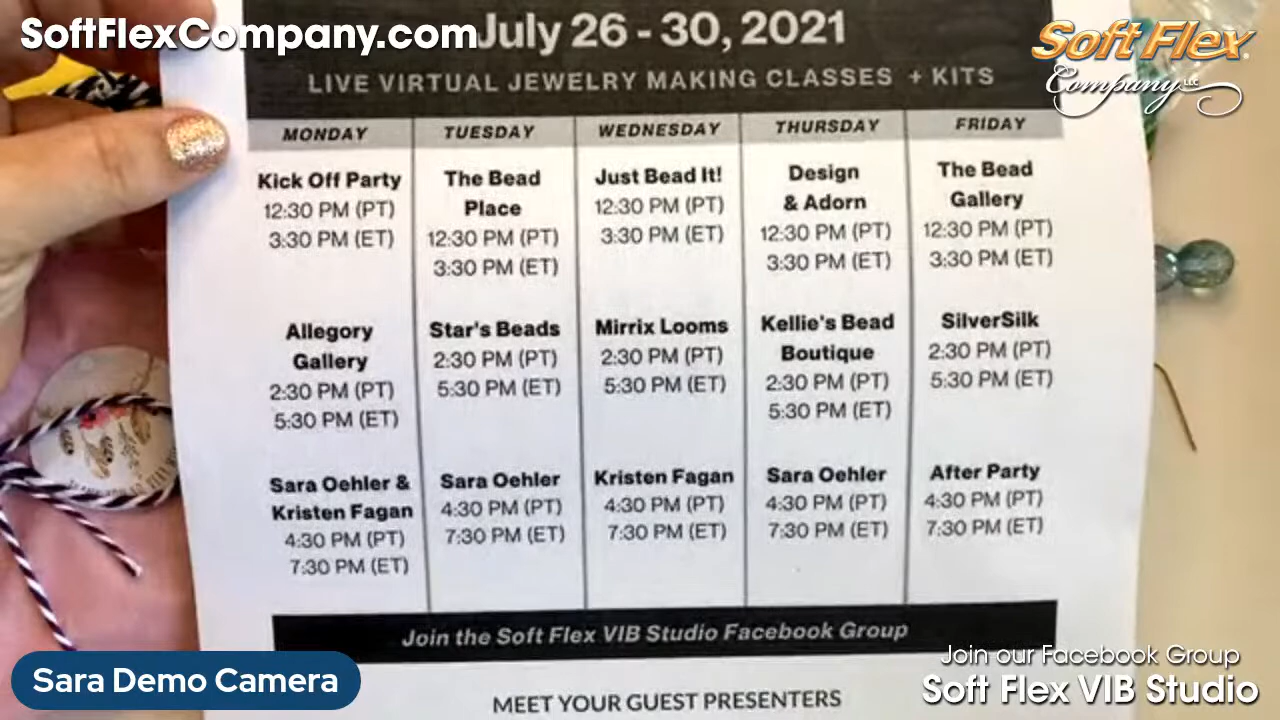 SoftFlexCompany.com
July 26 - 30, 2021
Soft Flex
Company LLC
LIVE VIRTUAL JEWELRY MAKING CLASSES + KITS
MONDAY
TUESDAY
WEDNESDAY
THURSDAY
FRIDAY
Kick Off Party
12:30 PM (PT)
3:30 PM (ET)
The Bead
Place
12:30 PM (PT)
3:30 PM (ET)
Just Bead It!
12:30 PM (PT)
3:30 PM (ET)
Design
& Adorn
12:30 PM (PT)
3:30 PM (ET)
The Bead
Gallery
12:30 PM (PT)
3:30 PM (ET)
Allegory
Gallery
2:30 PM (PT)
5:30 PM (ET)
Star's Beads
2:30 PM (PT)
5:30 PM (ET)
Mirrix Looms
2:30 PM (PT)
5:30 PM (ET)
Kellie's Bead
Boutique
2:30 PM (PT)
5:30 PM (ET)
SilverSilk
2:30 PM (PT)
5:30 PM (ET)
Sara Oehler &
Kristen Fagan
4:30 PM (PT)
7:30 PM (ET)
Sara Oehler
4:30 PM (PT)
7:30 PM (ET)
Kristen Fagan
4:30 PM (PT)
7:30 PM (ET)
Sara Oehler
4:30 PM (PT)
7:30 PM (ET)
After Party
4:30 PM (PT)
7:30 PM (ET)
Join the Soft Flex VIB Studio Facebook Group
MEET YOUR GUEST PRESENTERS
Sara Demo Camera
Join our Facebook Group
Soft Flex VIB Studio